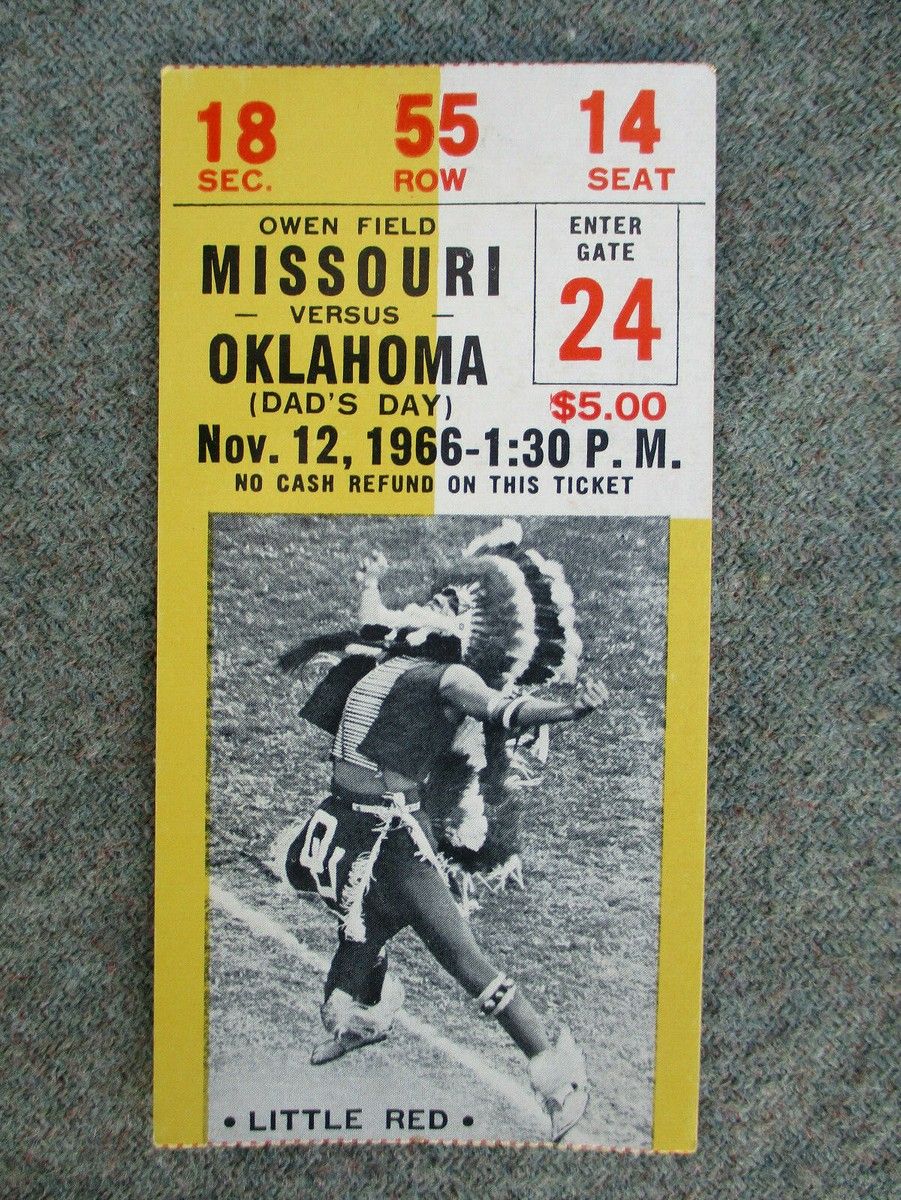 18 55 14
SEC. ROW SEAT
OWEN FIELD
MISSOURI
— VERSUS —
OKLAHOMA
(DAD'S DAY)
ENTER
GATE
24
$5.00
Nov. 12, 1966-1:30 P. M.
NO CASH REFUND ON THIS TICKET
OU
• LITTLE RED •